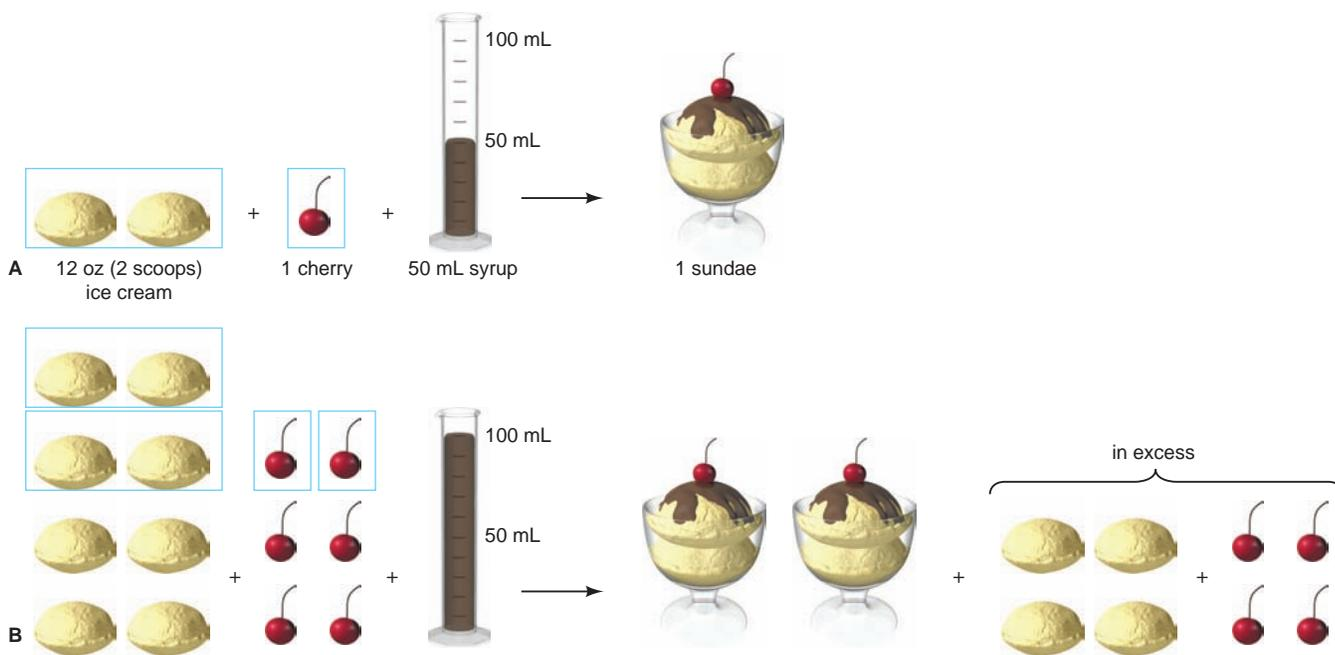 100 mL
50 mL
+
+
A
12 oz (2 scoops)
ice cream
1 cherry
50 mL syrup
1 sundae
100 mL
50 mL
in excess
+
+
+
+
B